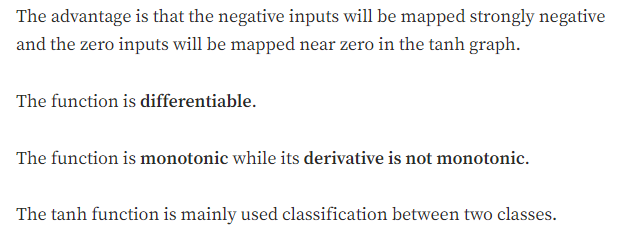 The advantage is that the negative inputs will be mapped strongly negative
and the zero inputs will be mapped near zero in the tanh graph.
The function is differentiable.
The function is monotonic while its derivative is not monotonic.
The tanh function is mainly used classification between two classes.